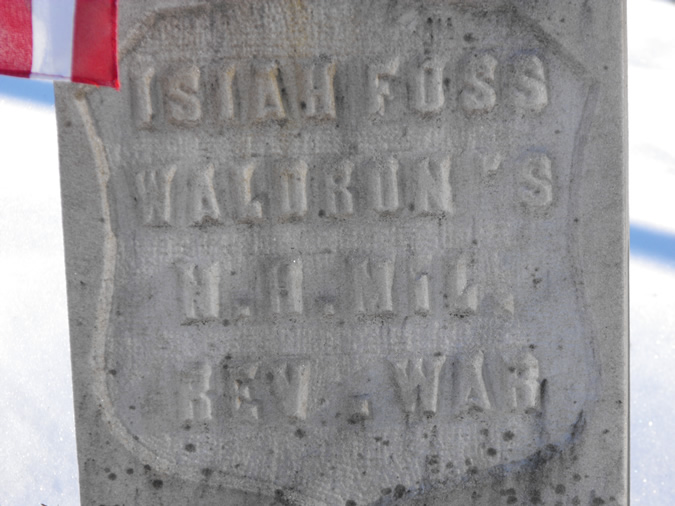 ISIAH FOSS
WALDRON'S
N.H.MIL.
REV.WAR